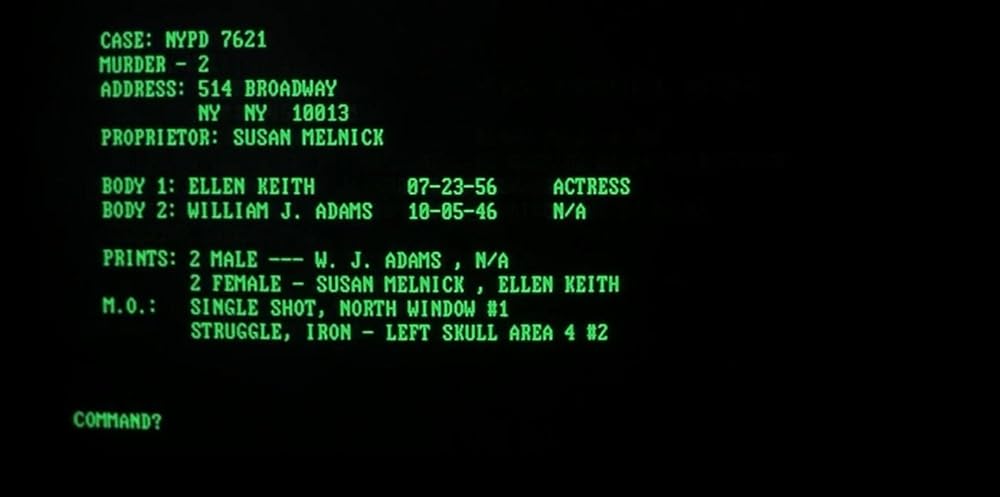 CASE: NYPD 7621
MURDER - 2
ADDRESS: 514 BROADWAY
NY NY 10013
PROPRIETOR: SUSAN MELNICK
BODY 1: ELLEN KEITH 07-23-56 ACTRESS
BODY 2: WILLIAM J. ADAMS 10-05-46 N/A
PRINTS: 2 MALE --- W. J. ADAMS , N/A
2 FEMALE - SUSAN MELNICK , ELLEN KEITH
M.O.: SINGLE SHOT, NORTH WINDOW #1
STRUGGLE, IRON - LEFT SKULL AREA 4 #2
COMMAND?